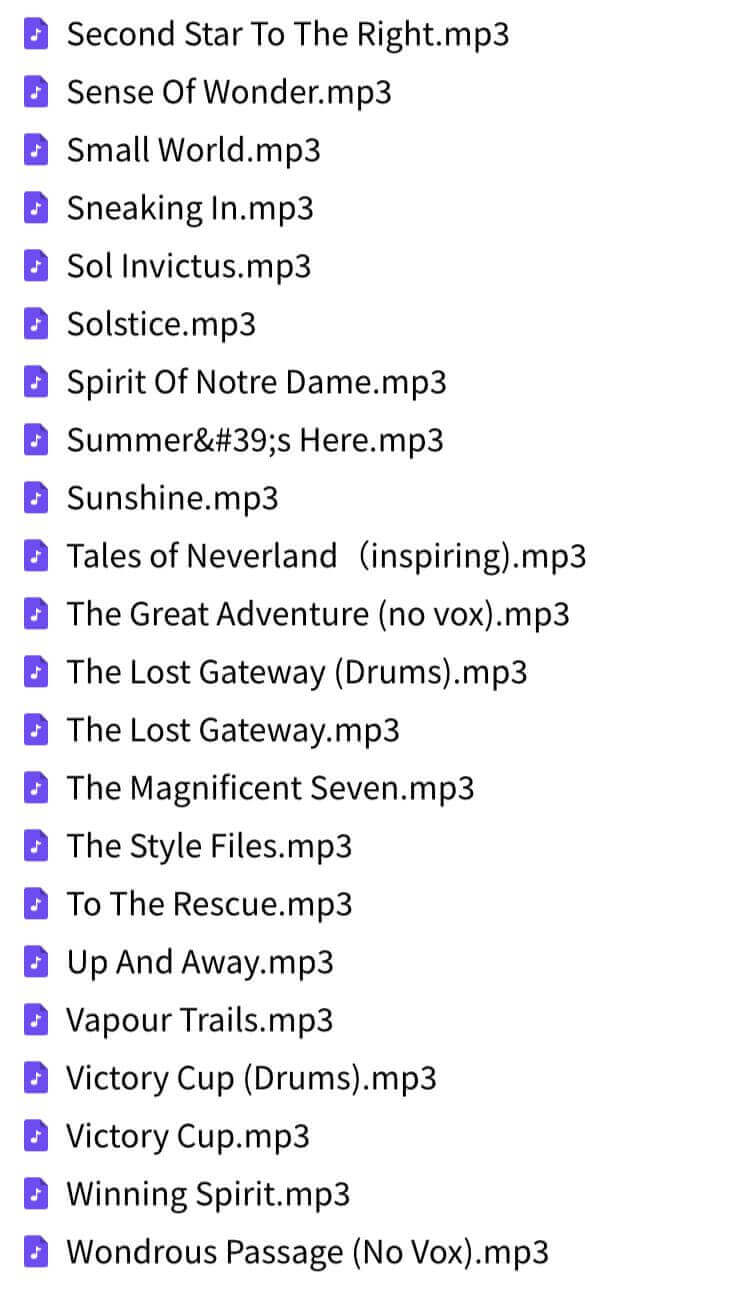 Second Star To The Right.mp3
Sense Of Wonder.mp3
Small World.mp3
Sneaking In.mp3
Sol Invictus.mp3
Solstice.mp3
Spirit Of Notre Dame.mp3
Summer&#39;s Here.mp3
Sunshine.mp3
Tales of Neverland （inspiring).mp3
The Great Adventure (no vox).mp3
The Lost Gateway (Drums).mp3
The Lost Gateway.mp3
The Magnificent Seven.mp3
The Style Files.mp3
To The Rescue.mp3
Up And Away.mp3
Vapour Trails.mp3
Victory Cup (Drums).mp3
Victory Cup.mp3
Winning Spirit.mp3
Wondrous Passage (No Vox).mp3